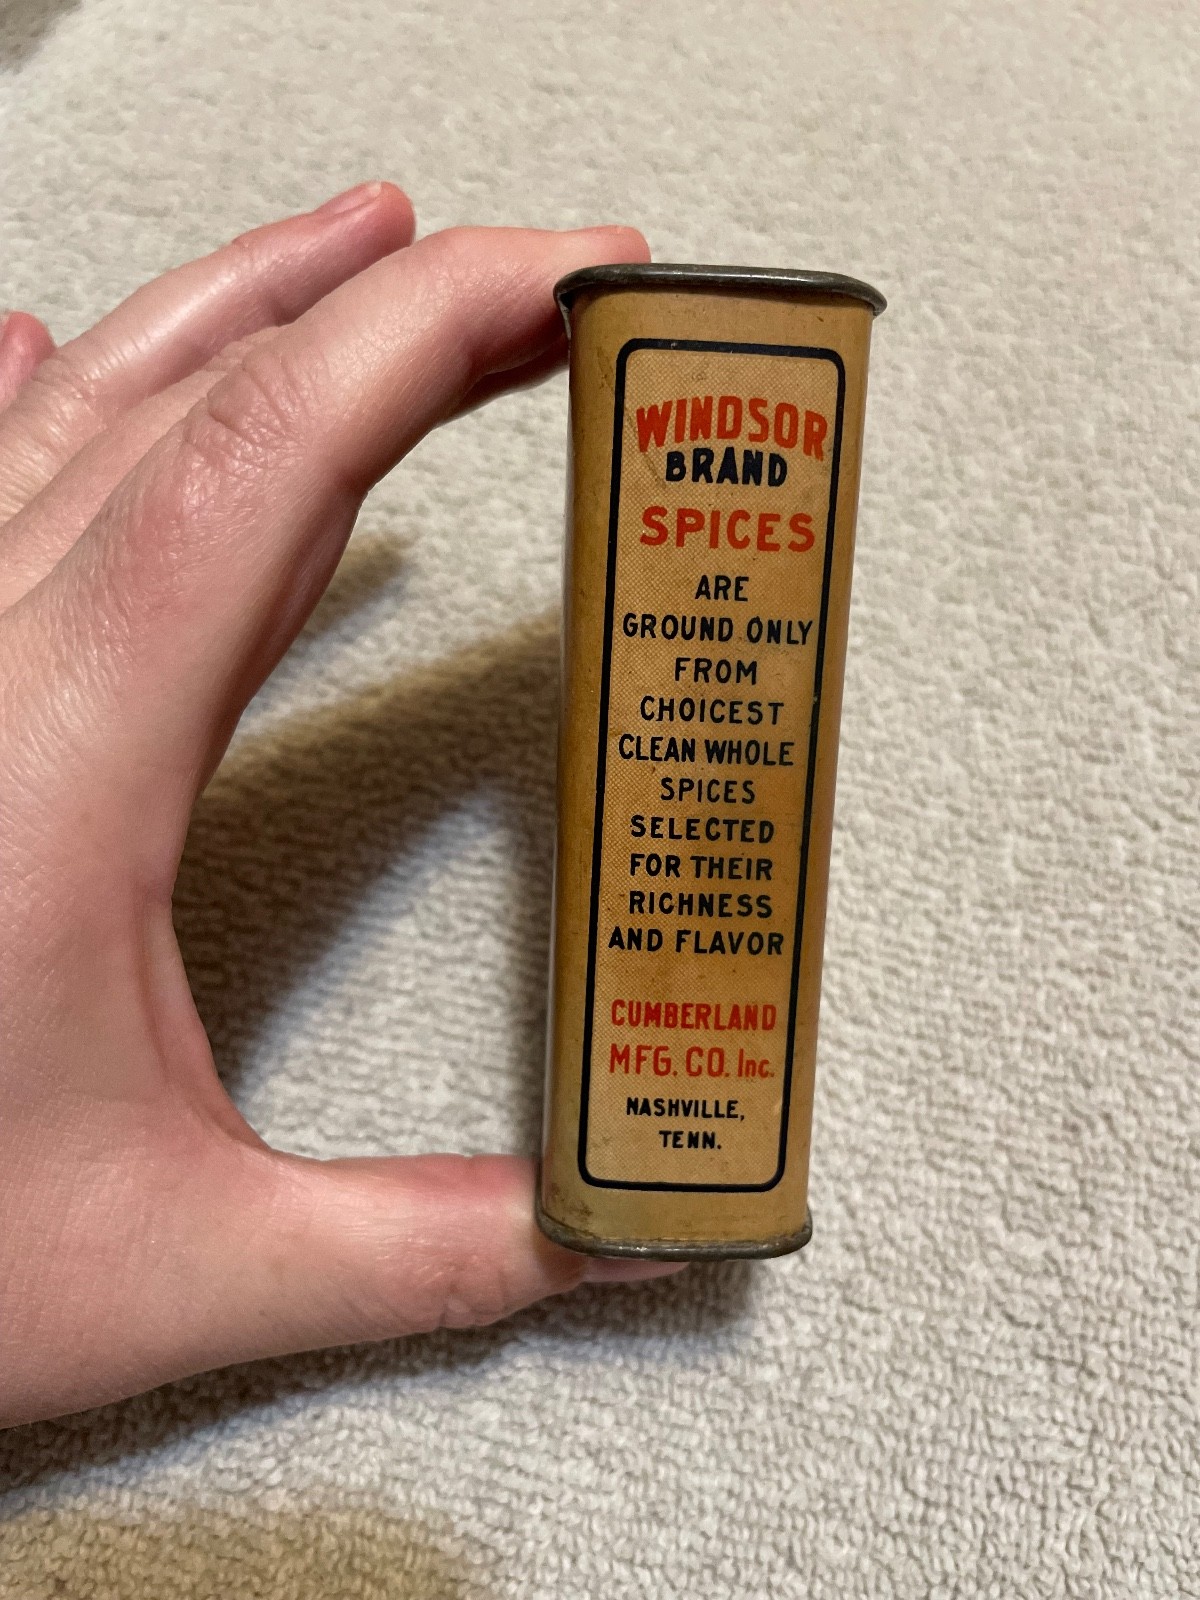 WINDSOR
BRAND
SPICES
ARE
GROUND ONLY
FROM
CHOICEST
CLEAN WHOLE
SPICES
SELECTED
FOR THEIR
RICHNESS
AND FLAVOR
CUMBERLAND
MFG. CO. Inc.
NASHVILLE,
TENN.